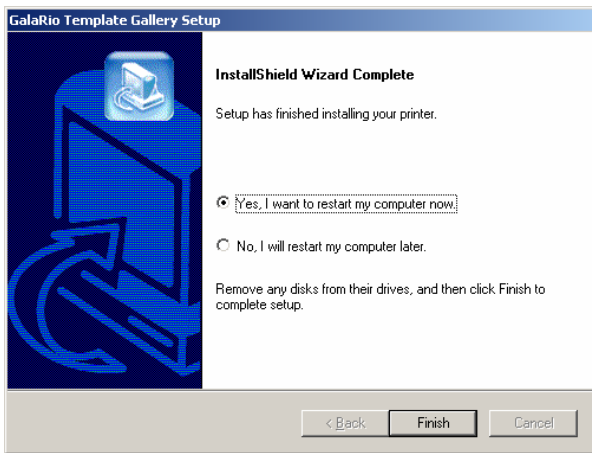 GalaRio Template Gallery Setup
InstallShield Wizard Complete
Setup has finished installing your printer.
Yes, I want to restart my computer now.
No, I will restart my computer later.
Remove any disks from their drives, and then click Finish to
complete setup.
< Back
Finish
Cancel